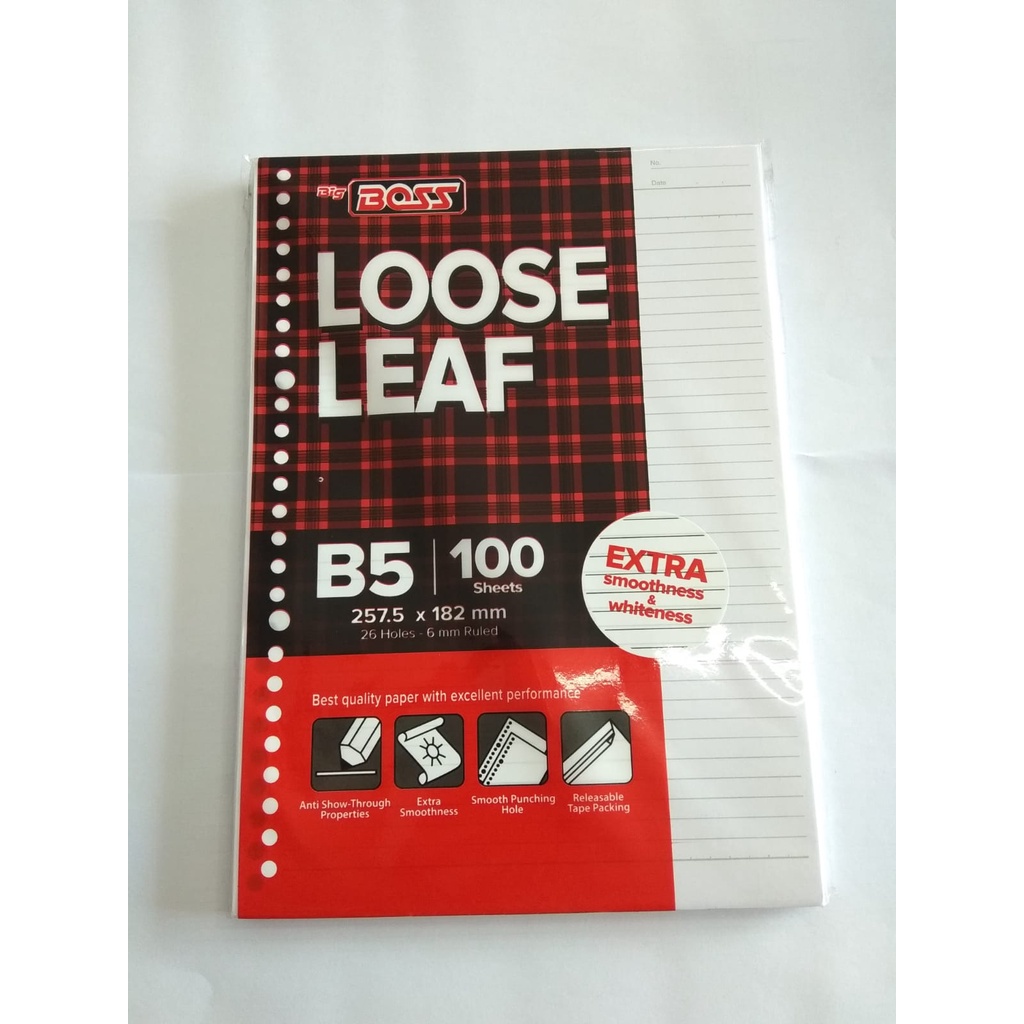 No.
Date
BIG BOSS
LOOSE
LEAF
B5 | 100
Sheets
257.5 x 182 mm
26 Holes - 6 mm Ruled
EXTRA
smoothness
&
whiteness
Best quality paper with excellent performance
Anti Show-Through
Properties
Extra
Smoothness
Smooth Punching
Hole
Releasable
Tape Packing